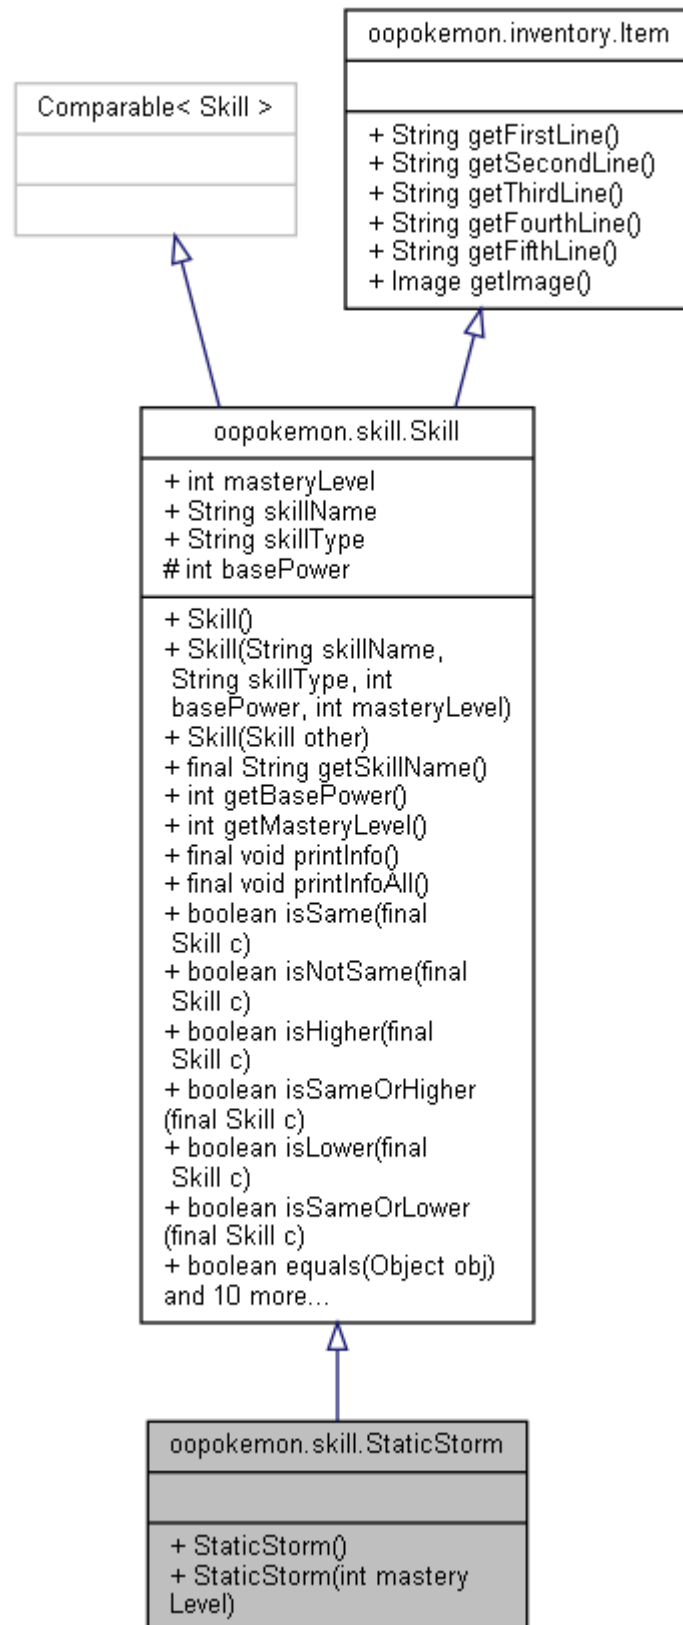 oopokemon.inventory.Item
+ String getFirstLine()
+ String getSecondLine()
+ String getThirdLine()
+ String getFourthLine()
+ String getFifthLine()
+ Image getImage()
Comparable< Skill >
oopokemon.skill.Skill
+ int masteryLevel
+ String skillName
+ String skillType
# int basePower
+ Skill()
+ Skill(String skillName,
String skillType, int
basePower, int masteryLevel)
+ Skill(Skill other)
+ final String getSkillName()
+ int getBasePower()
+ int getMasteryLevel()
+ final void printInfo()
+ final void printInfoAll()
+ boolean isSame(final
Skill c)
+ boolean isNotSame(final
Skill c)
+ boolean isHigher(final
Skill c)
+ boolean isSameOrHigher
(final Skill c)
+ boolean isLower(final
Skill c)
+ boolean isSameOrLower
(final Skill c)
+ boolean equals(Object obj)
and 10 more...
oopokemon.skill.StaticStorm
+ StaticStorm()
+ StaticStorm(int mastery
Level)